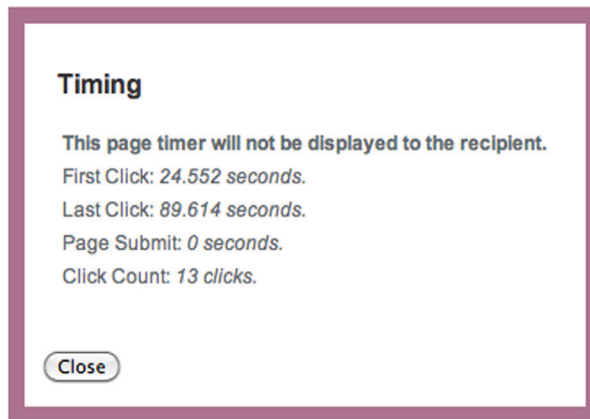 Timing
This page timer will not be displayed to the recipient.
First Click: 24.552 seconds.
Last Click: 89.614 seconds.
Page Submit: 0 seconds.
Click Count: 13 clicks.
Close